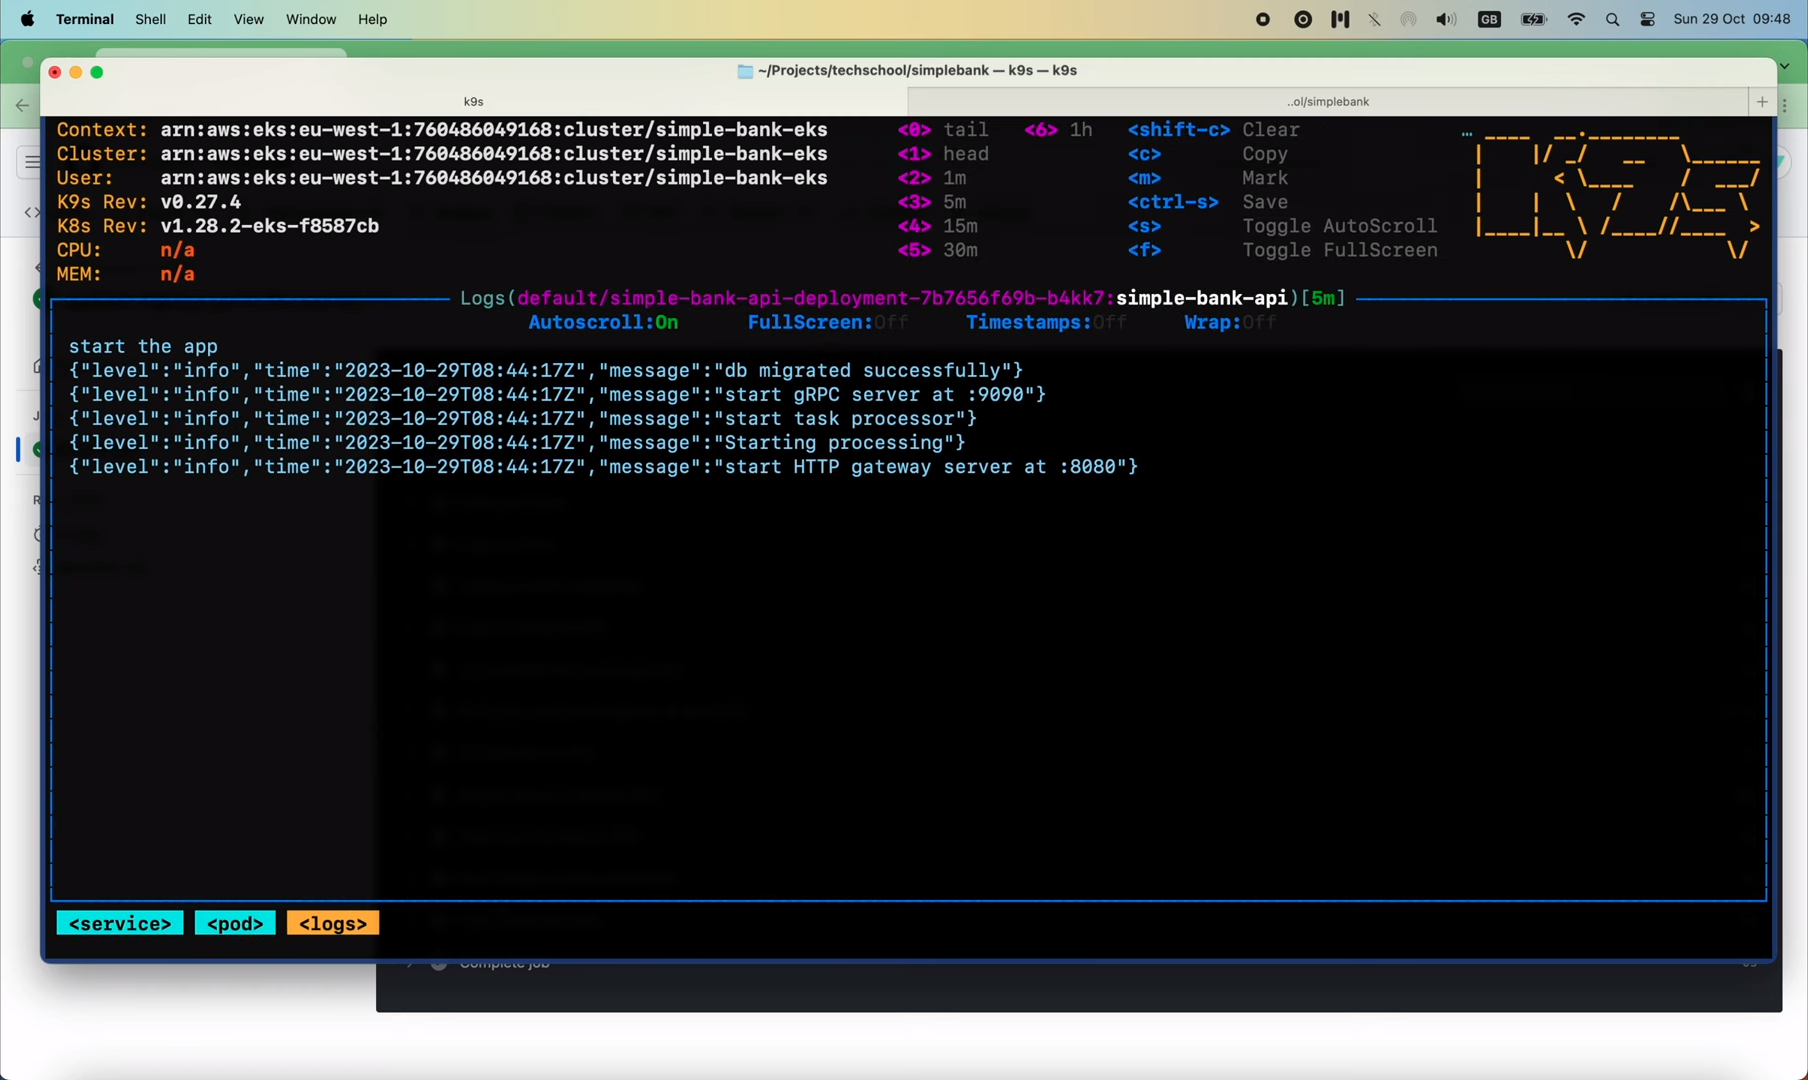 Terminal Shell Edit View Window Help GB Sun 29 Oct 09:48
~/Projects/techschool/simplebank — k9s — k9s
k9s ..ol/simplebank +
Context: arn:aws:eks:eu-west-1:760486049168:cluster/simple-bank-eks <0> tail <6> 1h <shift-c> Clear
Cluster: arn:aws:eks:eu-west-1:760486049168:cluster/simple-bank-eks <1> head <c> Copy
User: arn:aws:eks:eu-west-1:760486049168:cluster/simple-bank-eks <2> 1m <m> Mark
K9s Rev: v0.27.4 <3> 5m <ctrl-s> Save
K8s Rev: v1.28.2-eks-f8587cb <4> 15m <s> Toggle AutoScroll
CPU: n/a <5> 30m <f> Toggle FullScreen
MEM: n/a
Logs(default/simple-bank-api-deployment-7b7656f69b-b4kk7:simple-bank-api)[5m]
Autoscroll:On FullScreen:Off Timestamps:Off Wrap:Off
start the app
{"level":"info","time":"2023-10-29T08:44:17Z","message":"db migrated successfully"}
{"level":"info","time":"2023-10-29T08:44:17Z","message":"start gRPC server at :9090"}
{"level":"info","time":"2023-10-29T08:44:17Z","message":"start task processor"}
{"level":"info","time":"2023-10-29T08:44:17Z","message":"Starting processing"}
{"level":"info","time":"2023-10-29T08:44:17Z","message":"start HTTP gateway server at :8080"}
<service> <pod> <logs>
Complete job